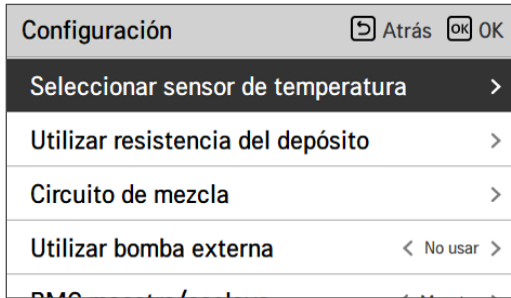 Configuración Atrás OK OK
Seleccionar sensor de temperatura >
Utilizar resistencia del depósito >
Circuito de mezcla >
Utilizar bomba externa < No usar >